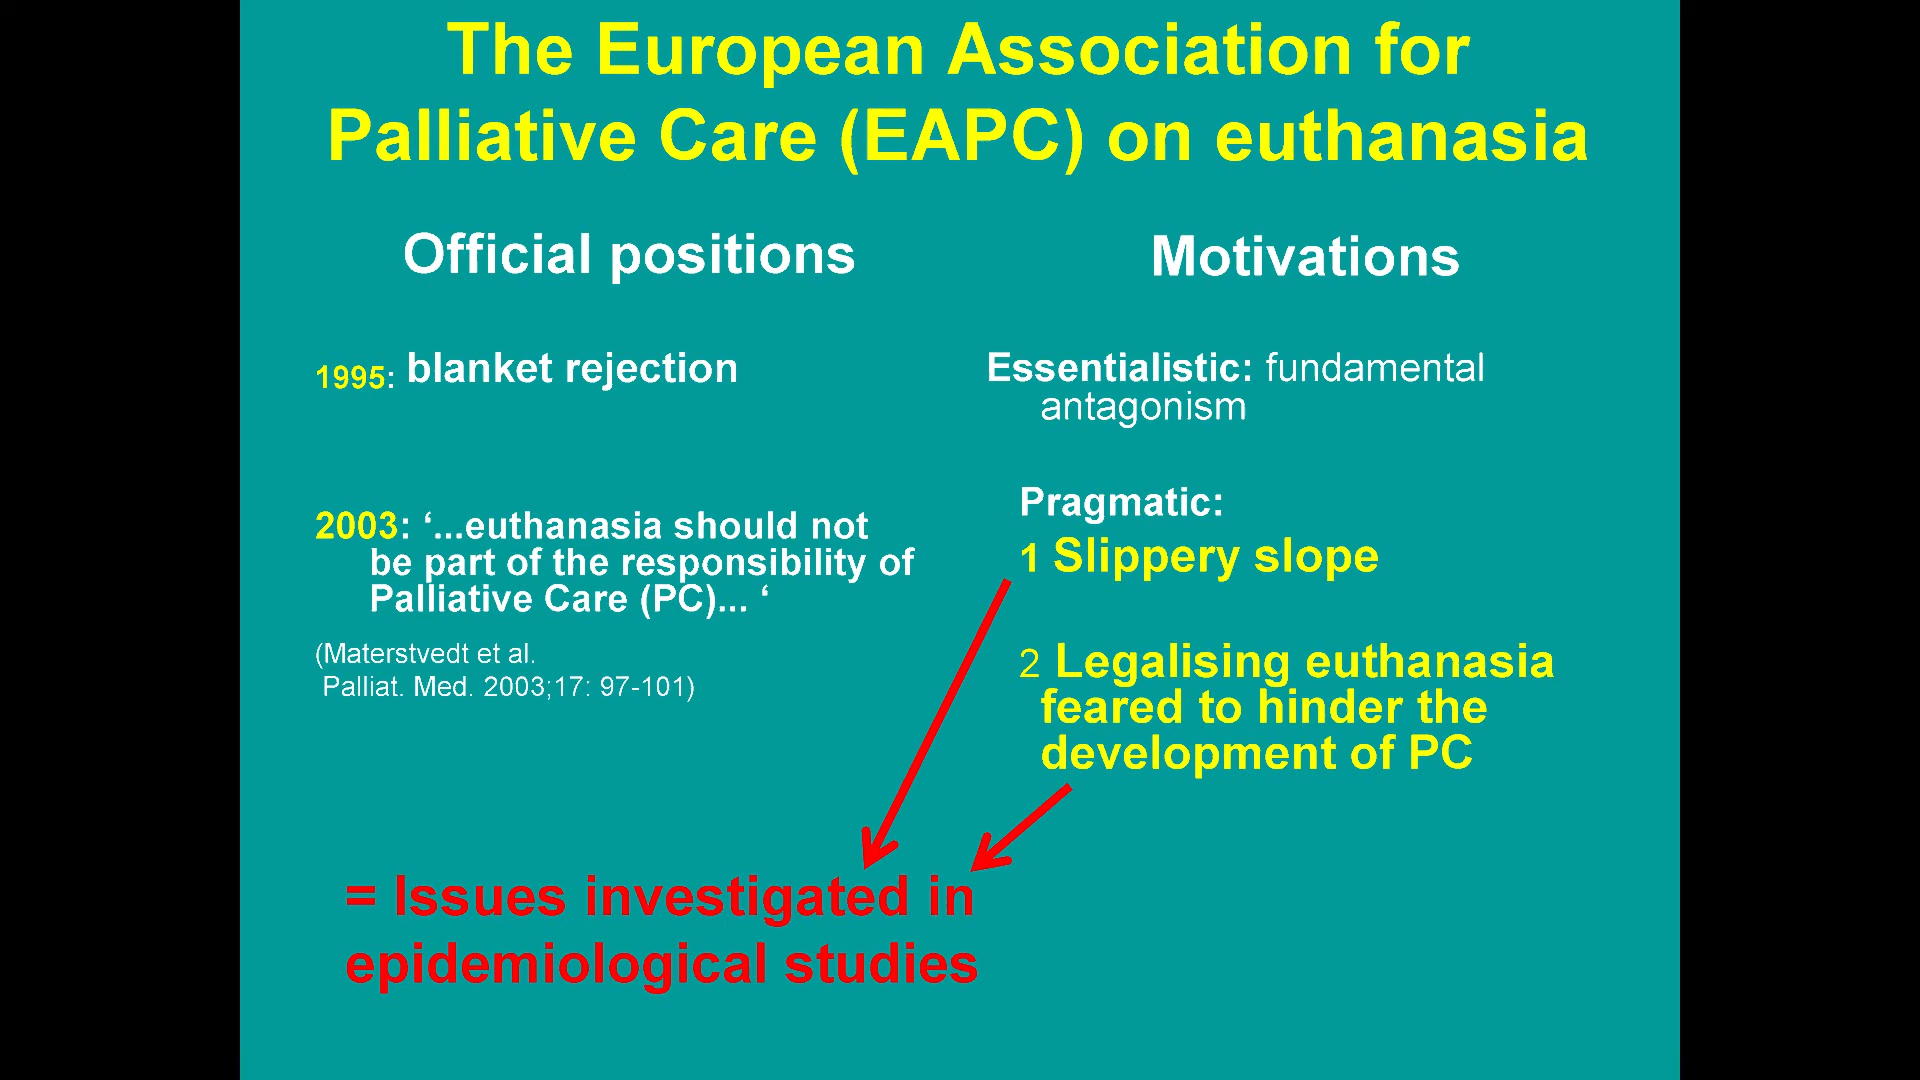 The European Association for
Palliative Care (EAPC) on euthanasia
Official positions
1995: blanket rejection
2003: ‘...euthanasia should not
be part of the responsibility of
Palliative Care (PC)... ‘
(Materstvedt et al.
Palliat. Med. 2003;17: 97-101)
Motivations
Essentialistic: fundamental
antagonism
Pragmatic:
1 Slippery slope
2 Legalising euthanasia
feared to hinder the
development of PC
= Issues investigated in
epidemiological studies